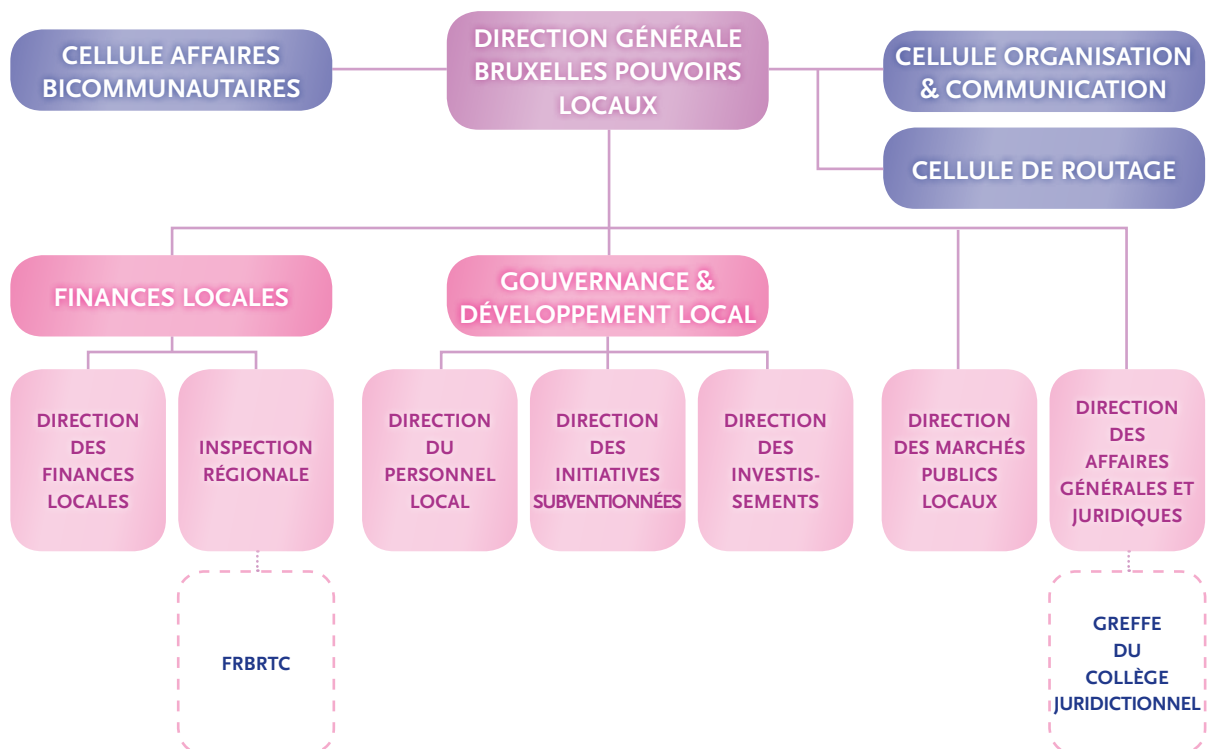 CELLULE AFFAIRES
BICOMMUNAUTAIRES
DIRECTION GÉNÉRALE
BRUXELLES POUVOIRS
LOCAUX
CELLULE ORGANISATION
& COMMUNICATION
CELLULE DE ROUTAGE
FINANCES LOCALES
GOUVERNANCE &
DÉVELOPPEMENT LOCAL
DIRECTION
DES
FINANCES
LOCALES
INSPECTION
RÉGIONALE
DIRECTION
DU
PERSONNEL
LOCAL
DIRECTION
DES
INITIATIVES
SUBVENTIONNÉES
DIRECTION
DES
INVESTIS-
SEMENTS
DIRECTION
DES MARCHÉS
PUBLICS
LOCAUX
DIRECTION
DES
AFFAIRES
GÉNÉRALES ET
JURIDIQUES
FRBRTC
GREFFE
DU
COLLÈGE
JURIDICTIONNEL